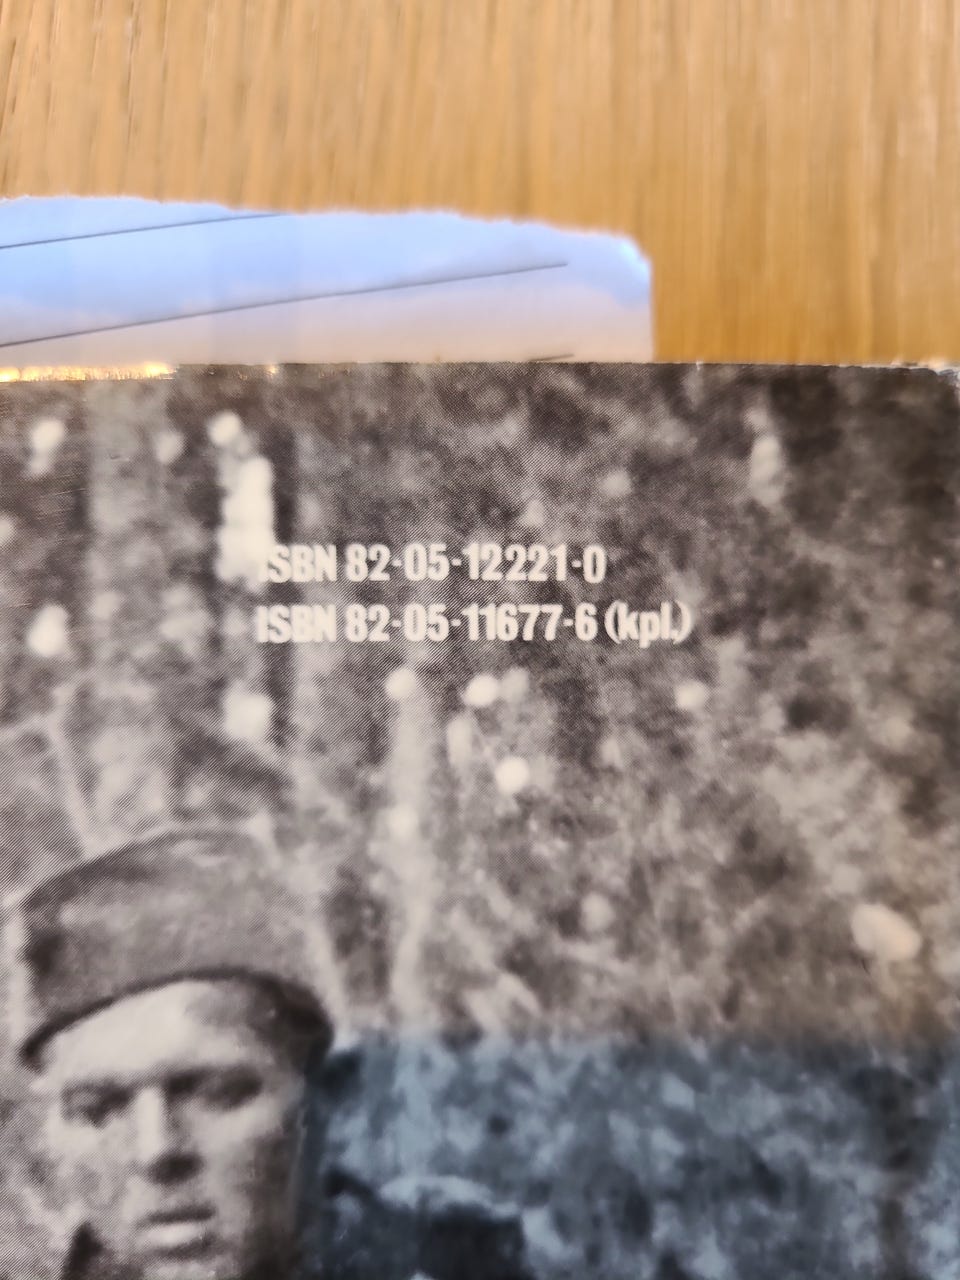 ISBN 82-05-12221-0
ISBN 82-05-11677-6 (kpl.)